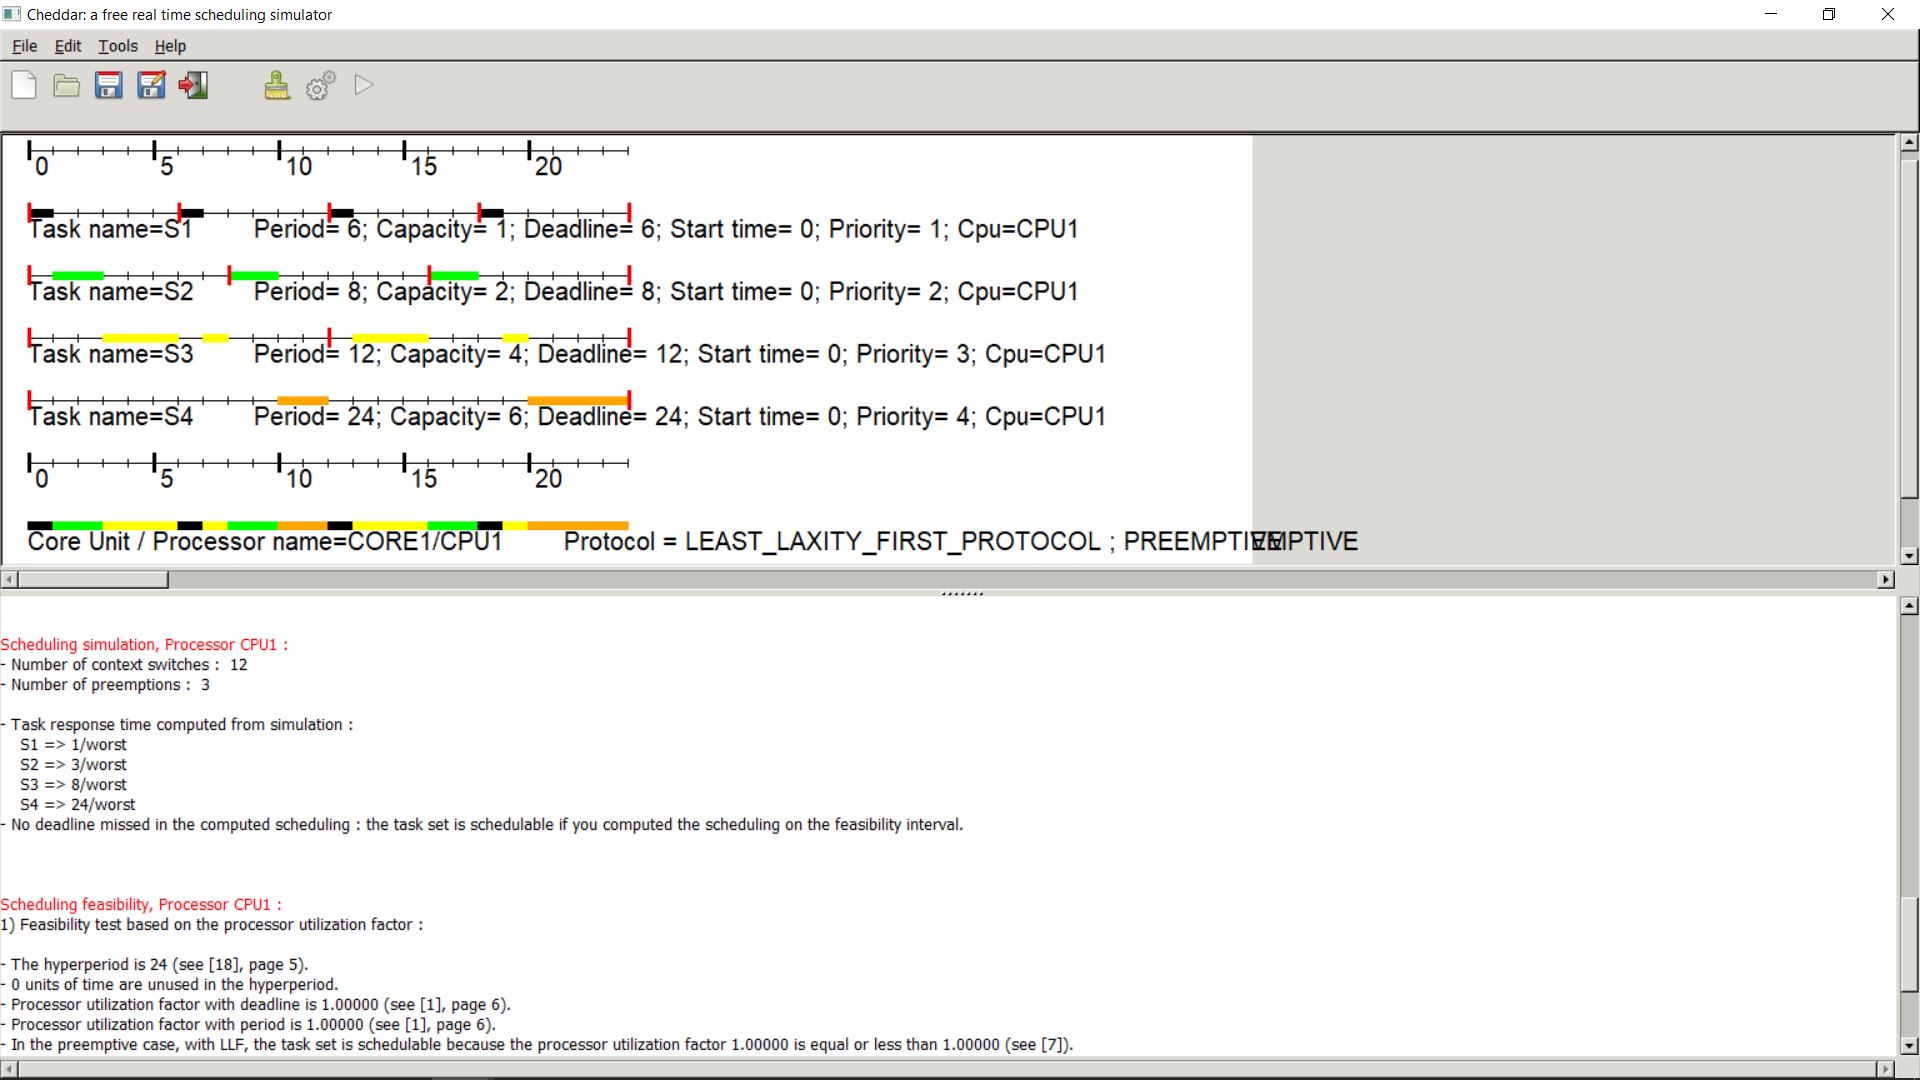 Cheddar: a free real time scheduling simulator
File Edit Tools Help
0 5 10 15 20
Task name=S1 Period= 6; Capacity= 1; Deadline= 6; Start time= 0; Priority= 1; Cpu=CPU1
Task name=S2 Period= 8; Capacity= 2; Deadline= 8; Start time= 0; Priority= 2; Cpu=CPU1
Task name=S3 Period= 12; Capacity= 4; Deadline= 12; Start time= 0; Priority= 3; Cpu=CPU1
Task name=S4 Period= 24; Capacity= 6; Deadline= 24; Start time= 0; Priority= 4; Cpu=CPU1
0 5 10 15 20
Core Unit / Processor name=CORE1/CPU1 Protocol = LEAST_LAXITY_FIRST_PROTOCOL ; PREEMPTIVE
Scheduling simulation, Processor CPU1 :
- Number of context switches : 12
- Number of preemptions : 3
- Task response time computed from simulation :
S1 => 1/worst
S2 => 3/worst
S3 => 8/worst
S4 => 24/worst
- No deadline missed in the computed scheduling : the task set is schedulable if you computed the scheduling on the feasibility interval.
Scheduling feasibility, Processor CPU1 :
1) Feasibility test based on the processor utilization factor :
- The hyperperiod is 24 (see [18], page 5).
- 0 units of time are unused in the hyperperiod.
- Processor utilization factor with deadline is 1.00000 (see [1], page 6).
- Processor utilization factor with period is 1.00000 (see [1], page 6).
- In the preemptive case, with LLF, the task set is schedulable because the processor utilization factor 1.00000 is equal or less than 1.00000 (see [7]).